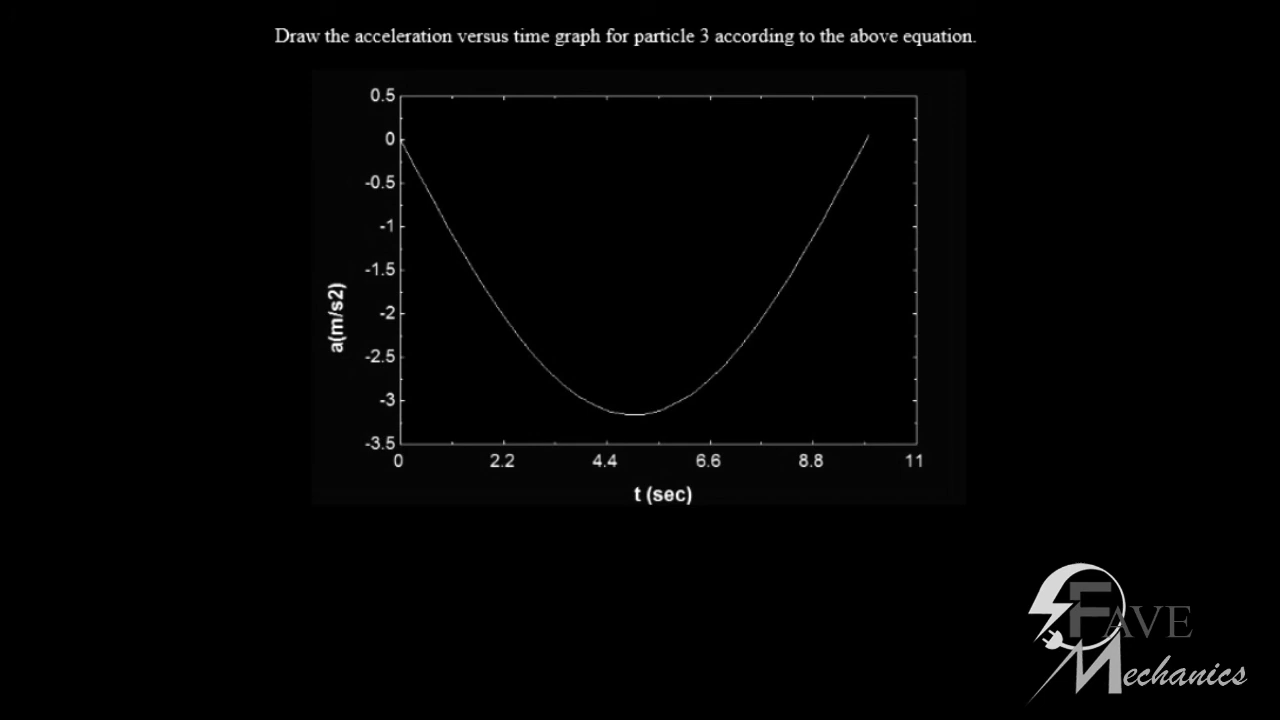 Draw the acceleration versus time graph for particle 3 according to the above equation.
0.5
0
-0.5
-1
-1.5
-2
-2.5
-3
-3.5
a(m/s2)
0 2.2 4.4 6.6 8.8 11
t (sec)
FAVE
Mechanics